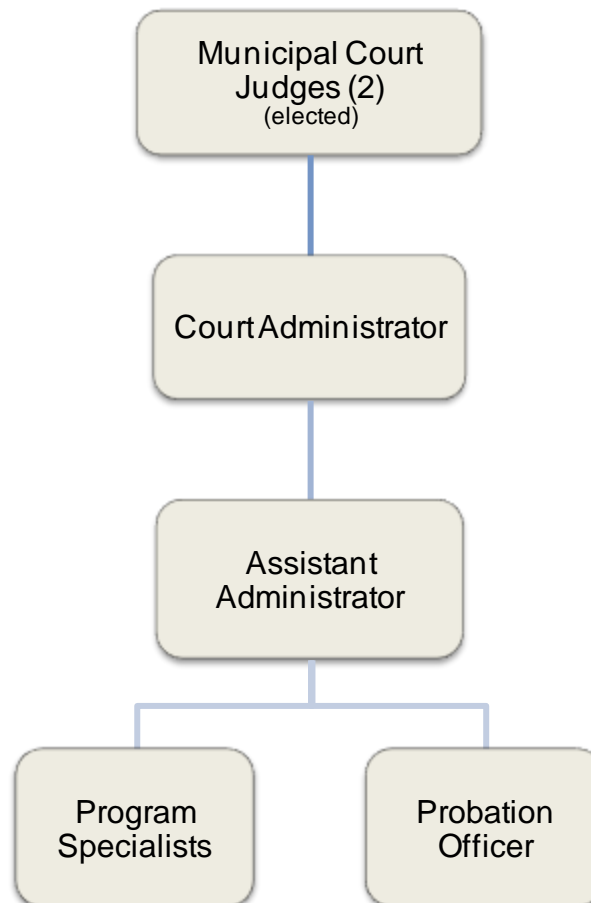 Municipal Court
Judges (2)
(elected)
Court Administrator
Assistant
Administrator
Program
Specialists
Probation
Officer